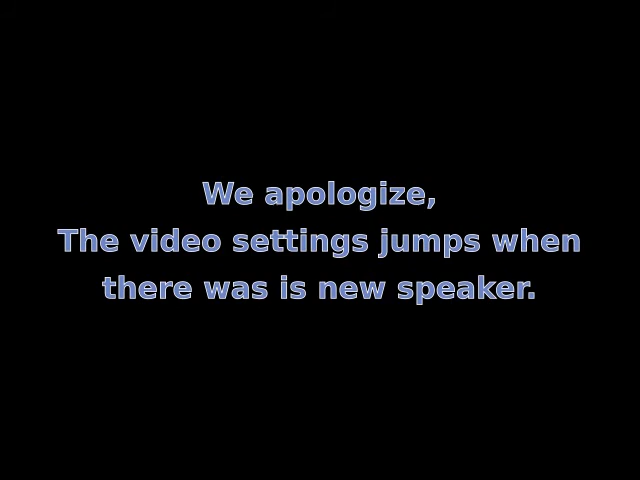 We apologize,
The video settings jumps when
there was is new speaker.